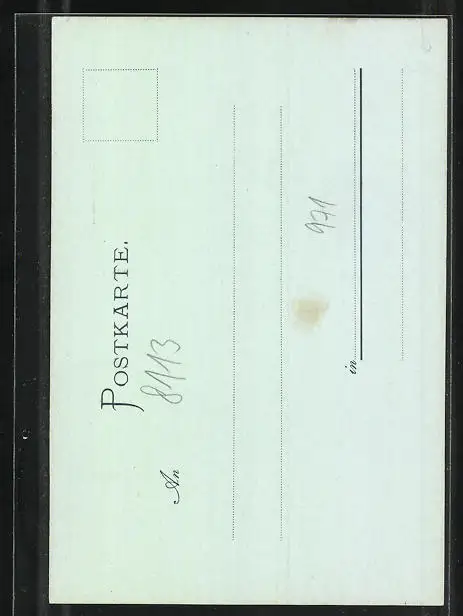 POSTKARTE.
8113
An
971
in